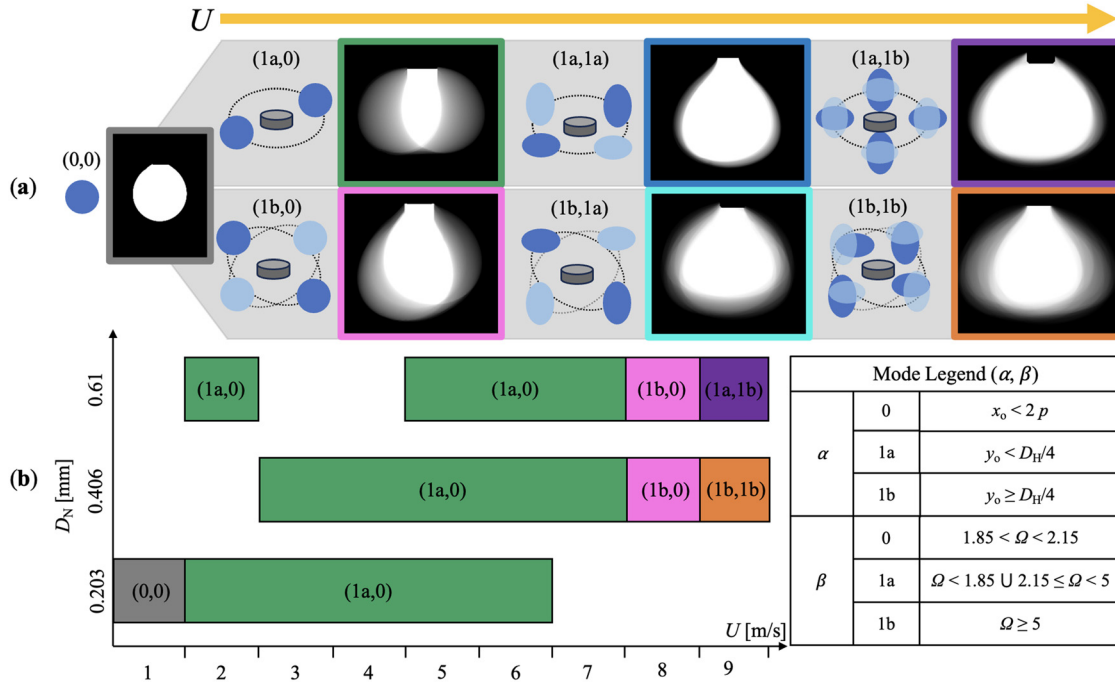 (a)
U
(1a,0)
(1a,1a)
(1a,1b)
(0,0)
(1b,0)
(1b,1a)
(1b,1b)
(b)
D_N [mm]
0.61
(1a,0)
(1a,0)
(1b,0)
(1a,1b)
0.406
(1a,0)
(1b,0)
(1b,1b)
0.203
(0,0)
(1a,0)
U [m/s]
1 2 3 4 5 6 7 8 9
Mode Legend (α, β)
α
0 x_o < 2 p
1a y_o < D_H/4
1b y_o ≥ D_H/4
β
0 1.85 < Ω < 2.15
1a Ω < 1.85 ∪ 2.15 ≤ Ω < 5
1b Ω ≥ 5